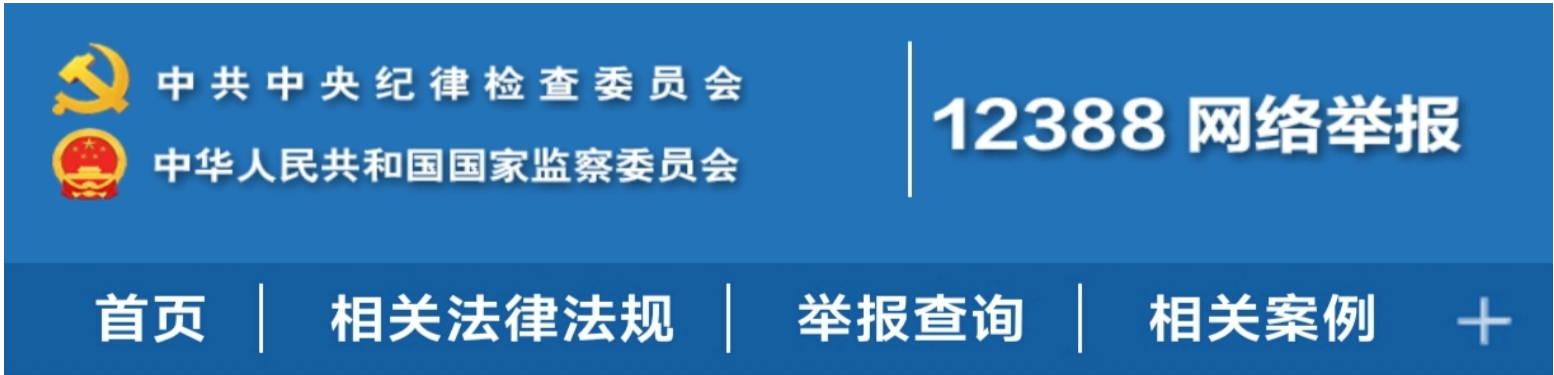 中共中央纪律检查委员会
中华人民共和国国家监察委员会
12388 网络举报
首页 相关法律法规 举报查询 相关案例 +